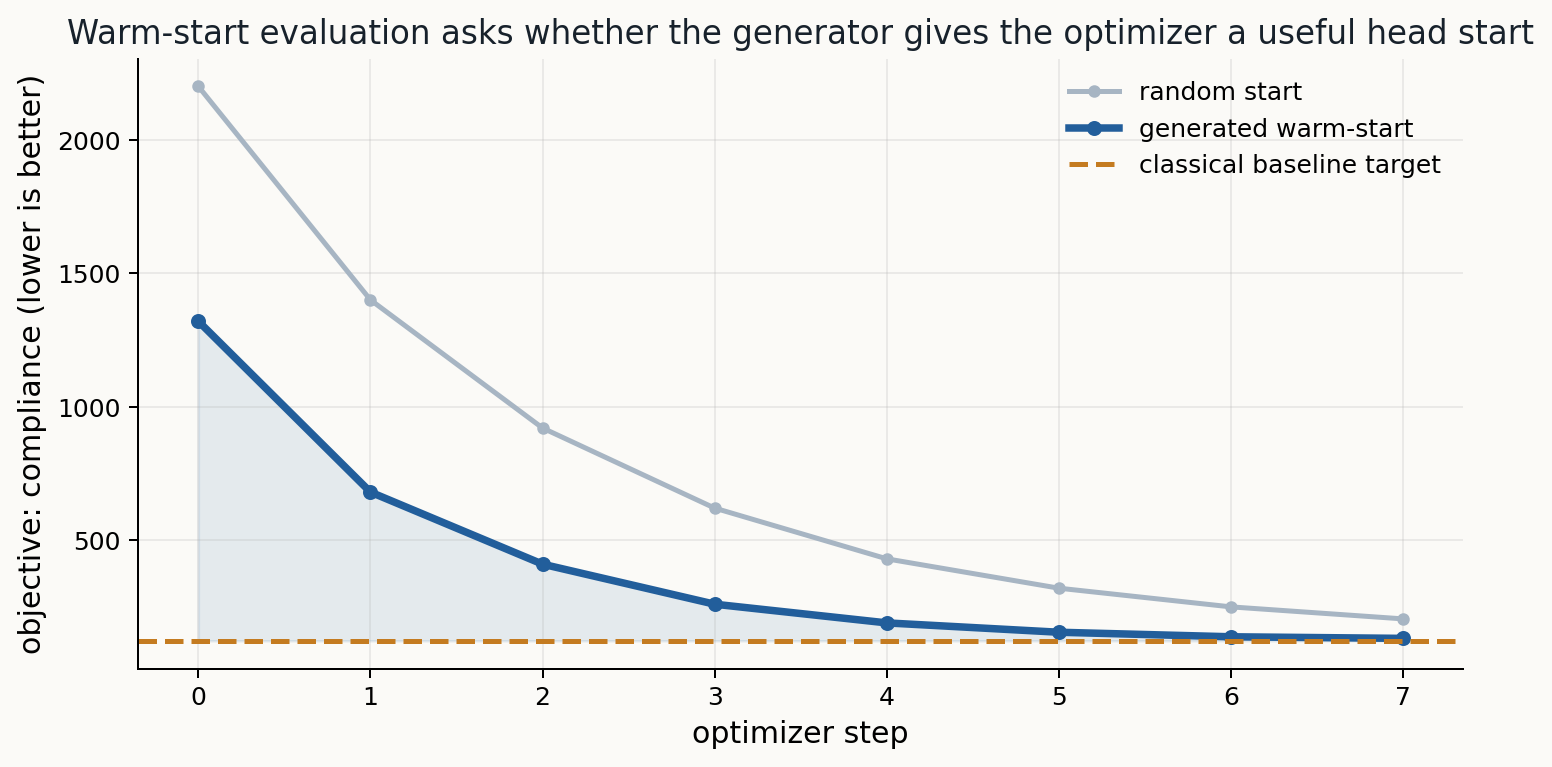 Warm-start evaluation asks whether the generator gives the optimizer a useful head start
random start
generated warm-start
classical baseline target
objective: compliance (lower is better)
2000
1500
1000
500
0 1 2 3 4 5 6 7
optimizer step